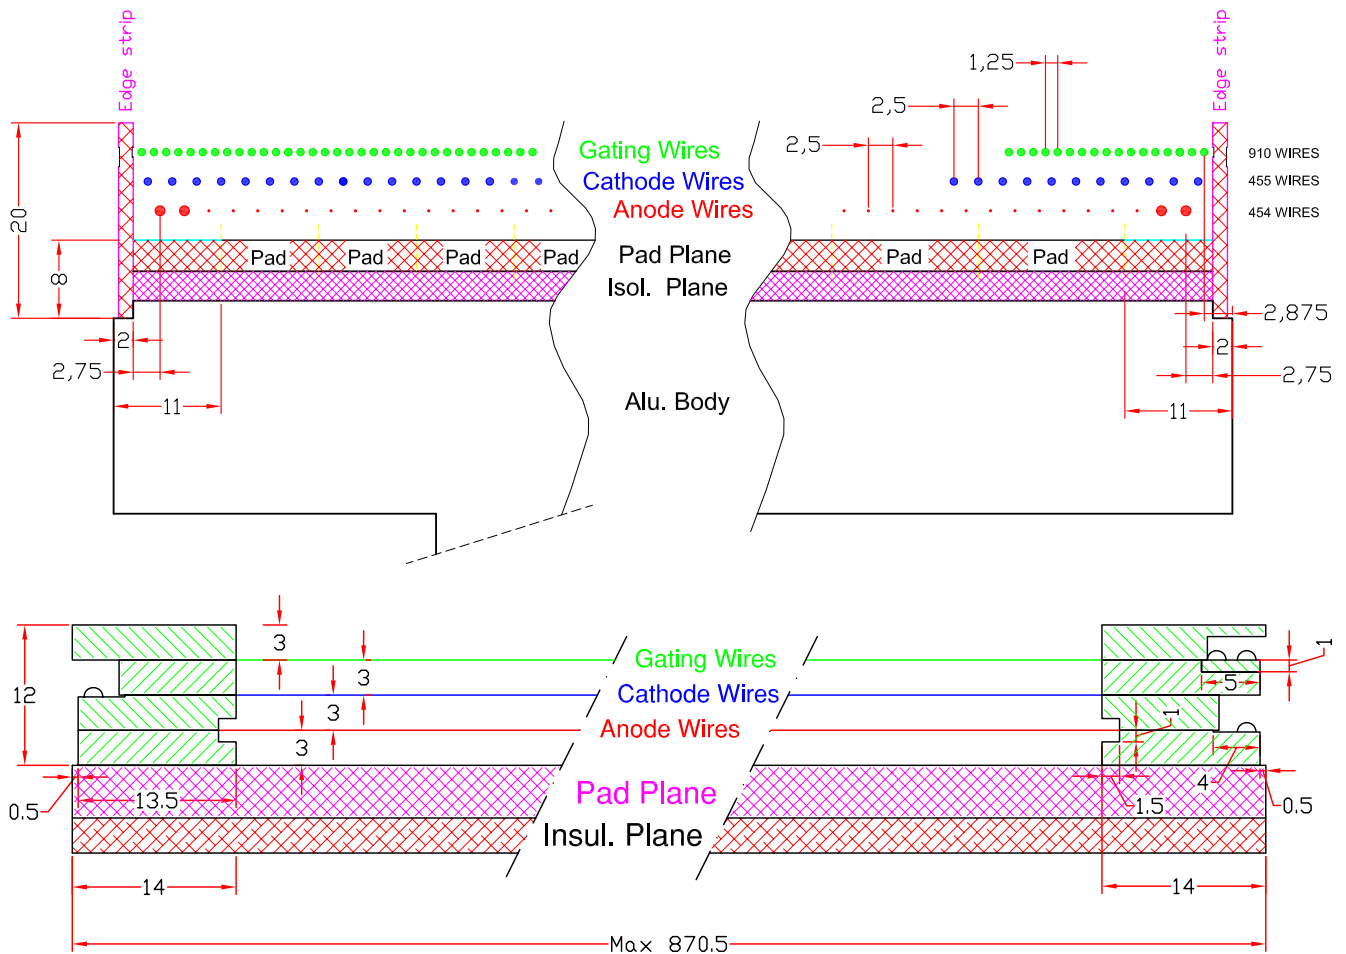 Edge strip
Edge strip
1,25
2,5
2,5
Gating Wires
910 WIRES
Cathode Wires
455 WIRES
Anode Wires
454 WIRES
20
8
Pad
Pad
Pad
Pad
Pad Plane
Pad
Pad
Isol. Plane
2
2,75
11
2,875
2
2,75
11
Alu. Body
3
3
3
3
12
Gating Wires
Cathode Wires
Anode Wires
1
5
1
4
1.5
0.5
0.5
13.5
Pad Plane
Insul. Plane
14
14
Max 870.5